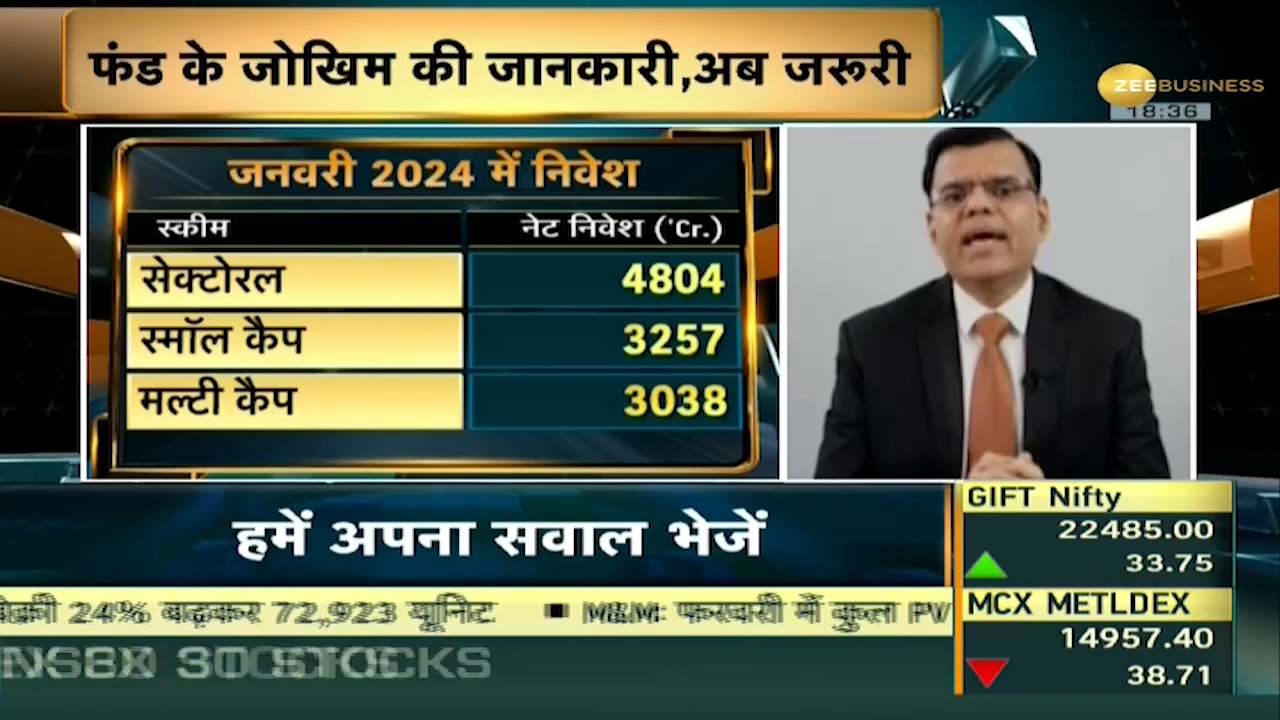 फंड के जोखिम की जानकारी,अब जरूरी
ZEEBUSINESS
18:36
जनवरी 2024 में निवेश
स्कीम नेट निवेश ('Cr.)
सेक्टोरल 4804
स्मॉल कैप 3257
मल्टी कैप 3038
हमें अपना सवाल भेजें
GIFT Nifty
22485.00
33.75
MCX METLDEX
14957.40
38.71
24% बढ़कर 72,923 यूनिट ■ M&M: फरवरी में कुल PV